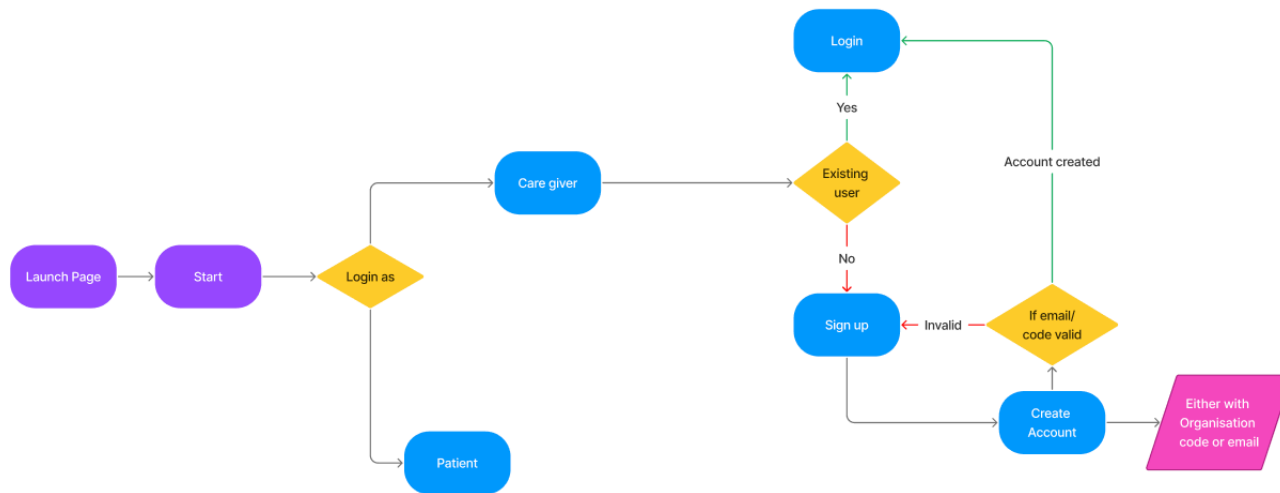 Login
Yes
Account created
Care giver
Existing
user
Launch Page
Start
Login as
No
Sign up
Invalid
If email/
code valid
Create
Account
Either with
Organisation
code or email
Patient